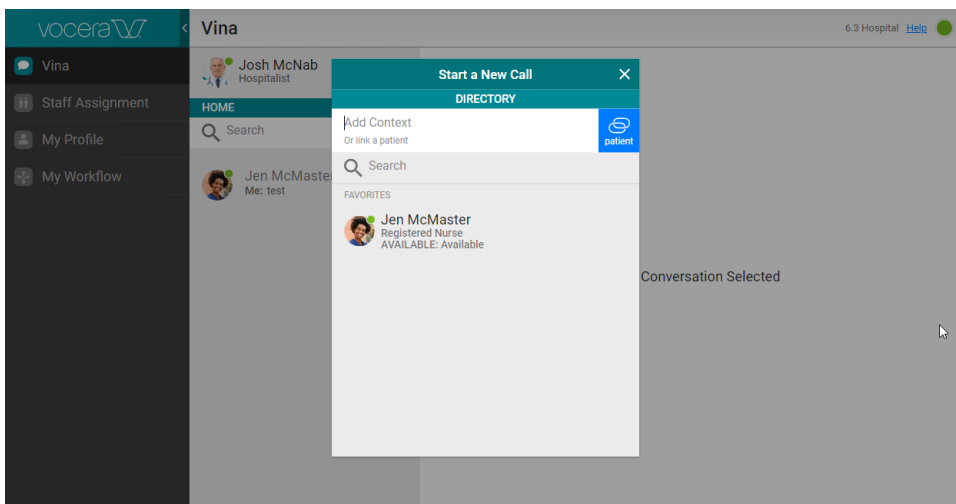 vocera
Vina
6.3 Hospital Help
Vina
Staff Assignment
My Profile
My Workflow
Josh McNab
Hospitalist
HOME
Search
Jen McMaste
Me: test
Start a New Call
DIRECTORY
Add Context
Or link a patient
patient
Search
FAVORITES
Jen McMaster
Registered Nurse
AVAILABLE: Available
Conversation Selected